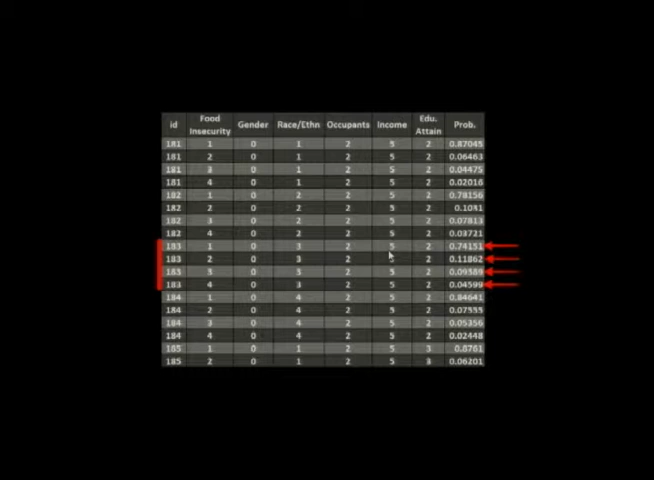 id Food Insecurity Gender Race/Ethn Occupants Income Edu. Attain Prob.
181 1 0 1 2 5 2 0.87045
181 2 0 1 2 5 2 0.06463
181 3 0 1 2 5 2 0.04475
181 4 0 1 2 5 2 0.02016
182 1 0 2 2 5 2 0.78156
182 2 0 2 2 5 2 0.1031
182 3 0 2 2 5 2 0.07813
182 4 0 2 2 5 2 0.03721
183 1 0 3 2 5 2 0.74151
183 2 0 3 2 2 0.11862
183 3 0 3 2 5 2 0.09389
183 4 0 3 2 5 2 0.04599
184 1 0 4 2 5 2 0.84641
184 2 0 4 2 5 2 0.07555
184 3 0 4 2 5 2 0.05356
184 4 0 4 2 5 2 0.02448
185 1 0 1 2 5 3 0.8761
185 2 0 1 2 5 3 0.06201